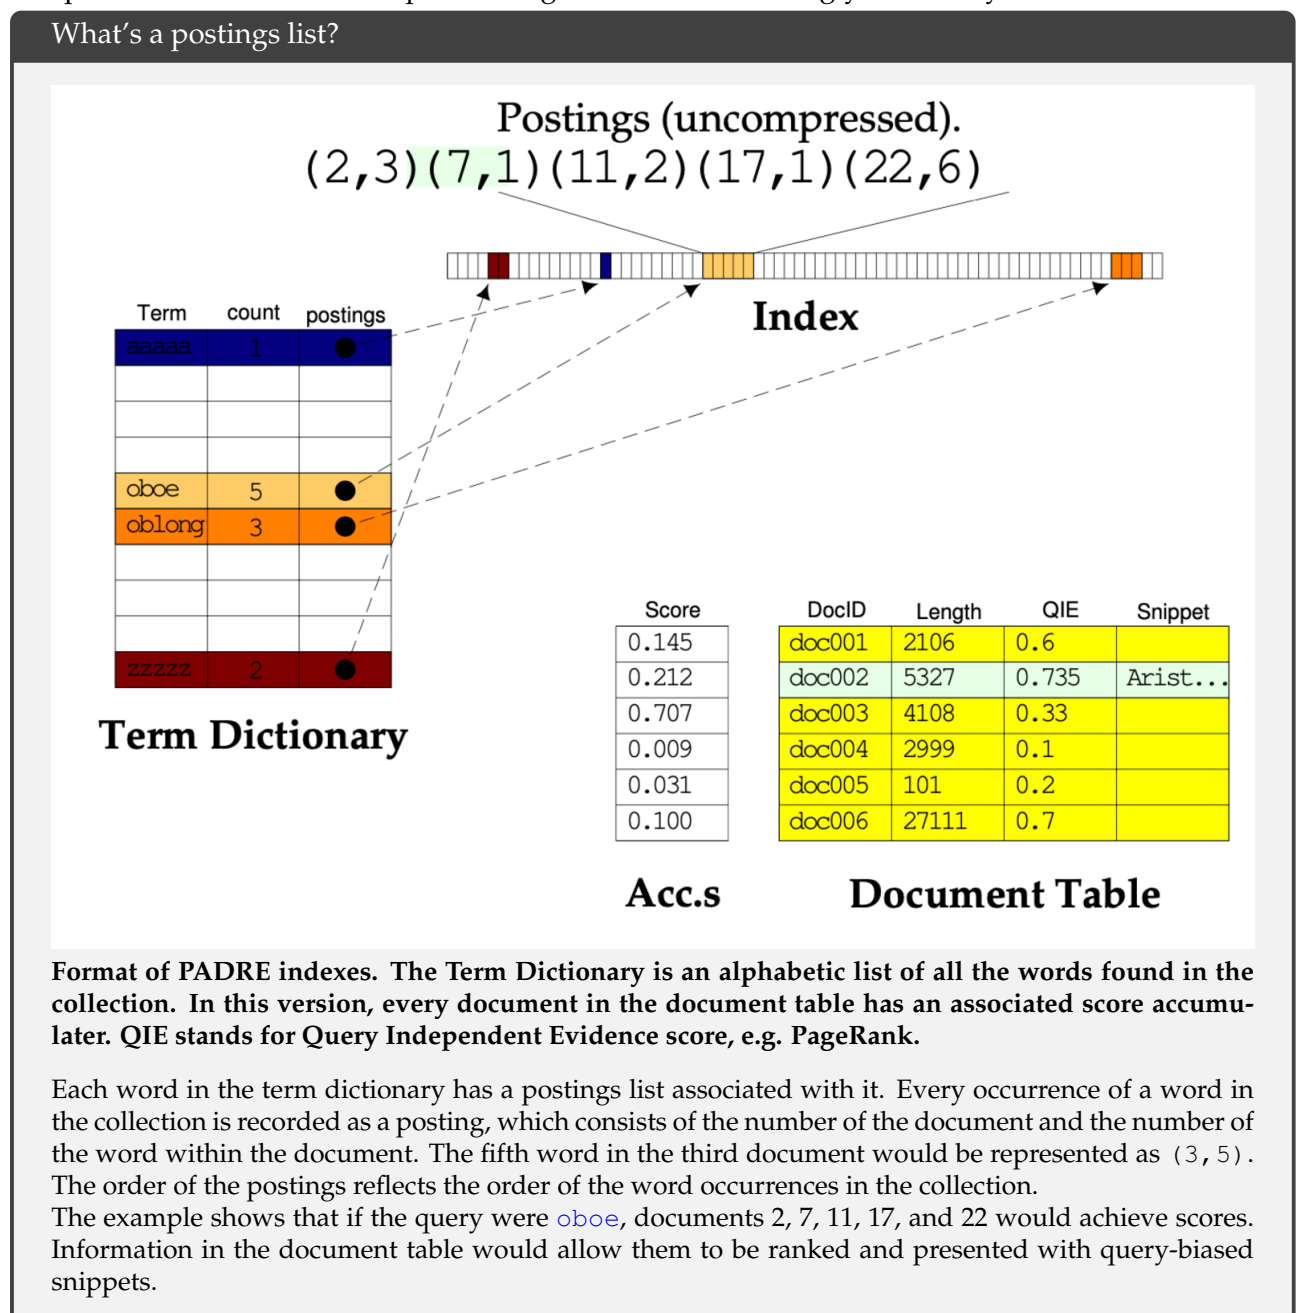 What's a postings list?
Postings (uncompressed).
(2,3)(7,1)(11,2)(17,1)(22,6)
Index
Term count postings
aaaaa 1
oboe 5
oblong 3
zzzzz 2
Term Dictionary
Score
0.145
0.212
0.707
0.009
0.031
0.100
Acc.s
DocID Length QIE Snippet
doc001 2106 0.6
doc002 5327 0.735 Arist...
doc003 4108 0.33
doc004 2999 0.1
doc005 101 0.2
doc006 27111 0.7
Document Table
Format of PADRE indexes. The Term Dictionary is an alphabetic list of all the words found in the
collection. In this version, every document in the document table has an associated score accumu-
later. QIE stands for Query Independent Evidence score, e.g. PageRank.
Each word in the term dictionary has a postings list associated with it. Every occurrence of a word in
the collection is recorded as a posting, which consists of the number of the document and the number of
the word within the document. The fifth word in the third document would be represented as (3,5).
The order of the postings reflects the order of the word occurrences in the collection.
The example shows that if the query were oboe, documents 2, 7, 11, 17, and 22 would achieve scores.
Information in the document table would allow them to be ranked and presented with query-biased
snippets.